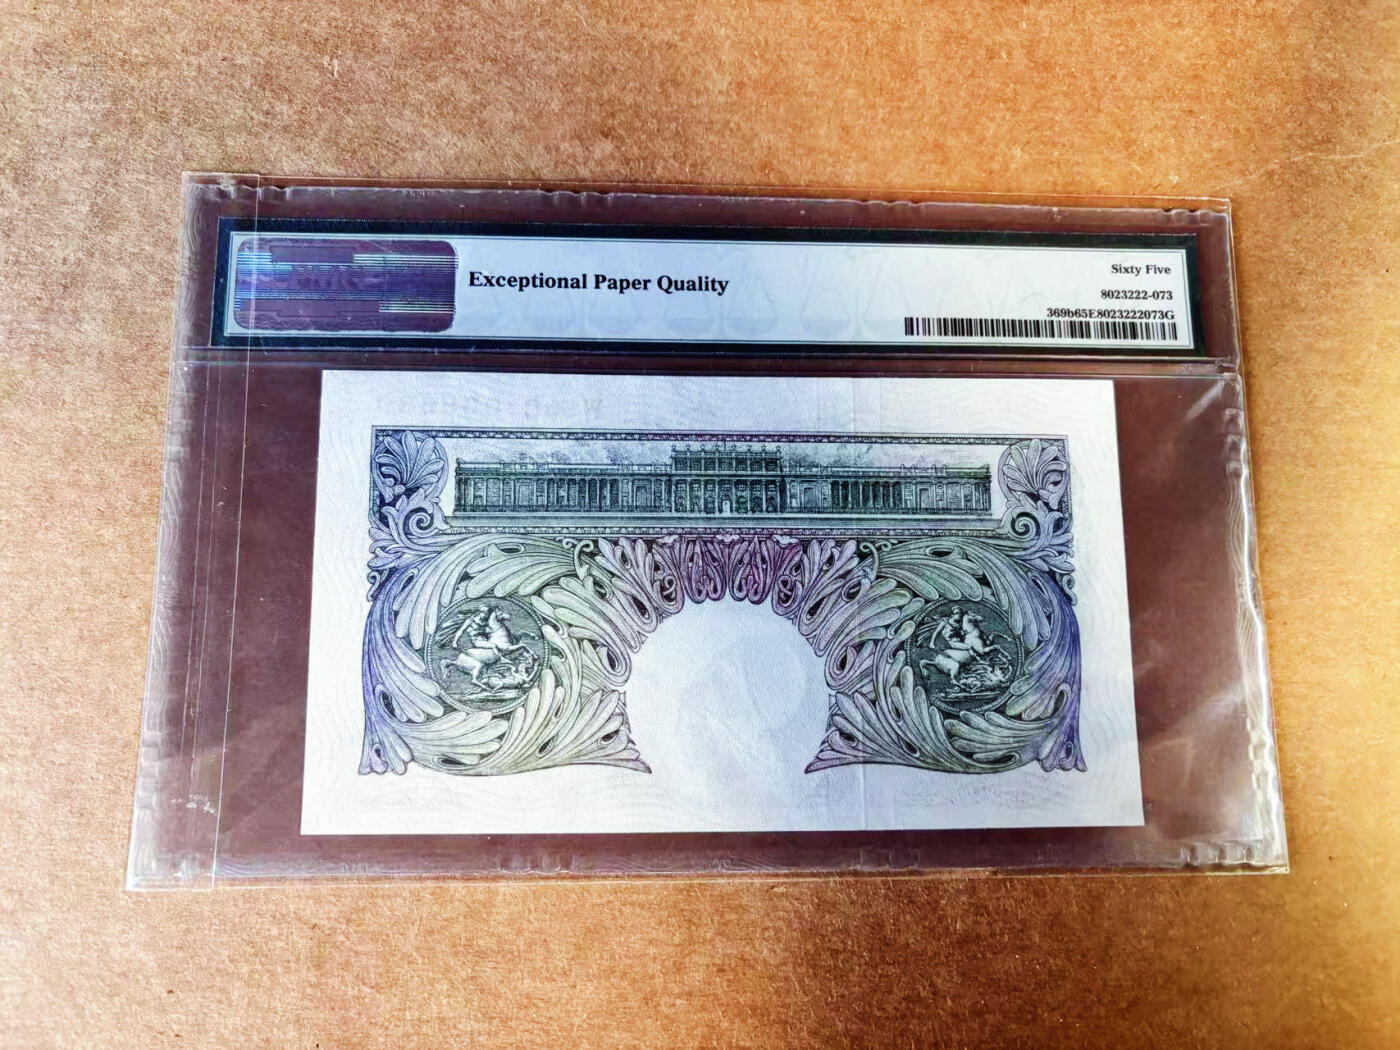 Exceptional Paper Quality
Sixty Five
8023222-073
369b65E8023222073G